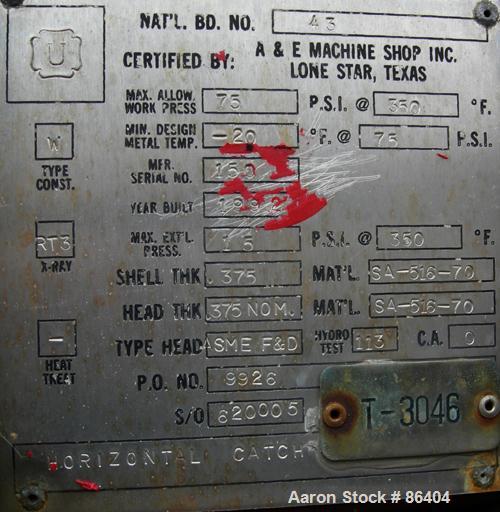 U
NAT'L. BD. NO. 43
CERTIFIED BY: A & E MACHINE SHOP INC.
LONE STAR, TEXAS
MAX. ALLOW. WORK PRESS 75 P.S.I. @ 350 °F.
MIN. DESIGN METAL TEMP. -20 °F. @ 75 P.S.I.
W
TYPE CONST.
MFR. SERIAL NO. 150
YEAR BUILT 1992
RT3
X-RAY
MAX. EXT'L. PRESS. 15 P.S.I. @ 350 °F.
SHELL THK .375 MAT'L. SA-516-70
HEAD THK .375 NOM. MAT'L. SA-516-70
-
HEAT TREET
TYPE HEAD ASME F&D HYDRO TEST 113 C.A. 0
P.O. NO. 9926
S/O 620005
T-3046
HORIZONTAL CATCH
Aaron Stock # 86404